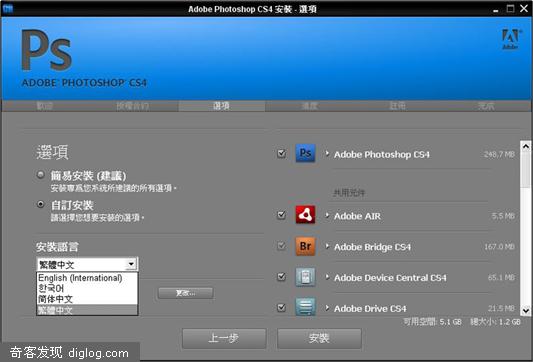 Adobe Photoshop CS4 安裝 - 選項
Ps
Adobe
ADOBE® PHOTOSHOP® CS4
歡迎 授權合約 選項 進度 註冊 完成
選項
簡易安裝 (建議)
安裝專為您系統所建議的所有選項。
自訂安裝
請選擇您想要安裝的選項。
安裝語言
繁體中文
English (International)
한국어
简体中文
繁體中文
更改...
Ps Adobe Photoshop CS4 248.7 MB
共用元件
Adobe AIR 5.5 MB
Br Adobe Bridge CS4 167.0 MB
Adobe Device Central CS4 65.1 MB
Adobe Drive CS4 21.5 MB
可用空間: 5.1 GB 總大小: 1.2 GB
上一步 安裝
奇客发现 diglog.com